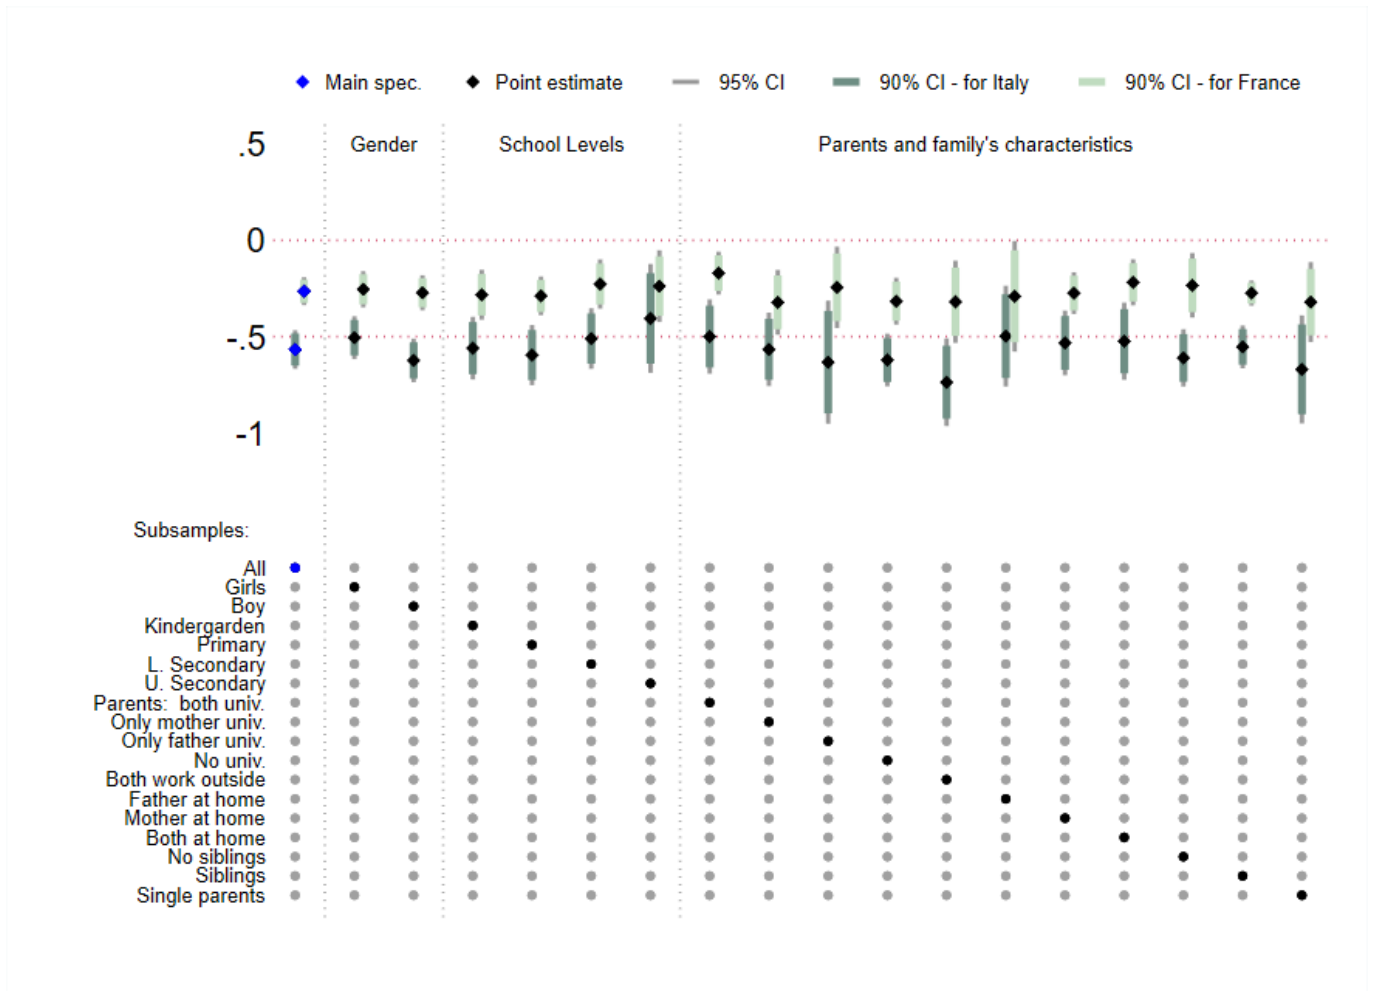 Main spec. Point estimate 95% CI 90% CI - for Italy 90% CI - for France
.5 Gender School Levels Parents and family's characteristics
0
-.5
-1
Subsamples:
All
Girls
Boy
Kindergarden
Primary
L. Secondary
U. Secondary
Parents: both univ.
Only mother univ.
Only father univ.
No univ.
Both work outside
Father at home
Mother at home
Both at home
No siblings
Siblings
Single parents